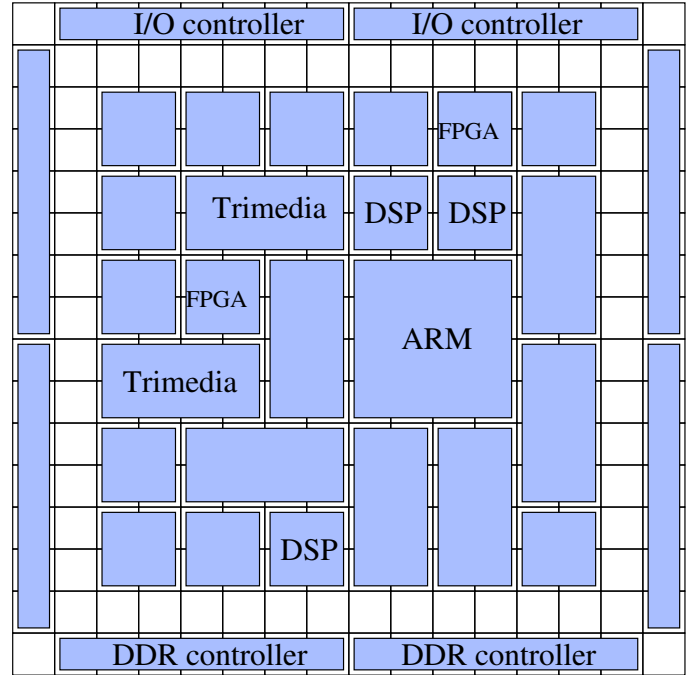 I/O controller
I/O controller
FPGA
Trimedia
DSP
DSP
FPGA
ARM
Trimedia
DSP
DDR controller
DDR controller